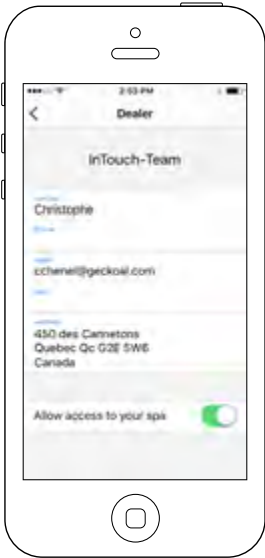 2:53 PM
Dealer
InTouch-Team
Christophe
cchenel@geckoal.com
450 des Cannetons
Quebec Qc G2E 5W6
Canada
Allow access to your spa